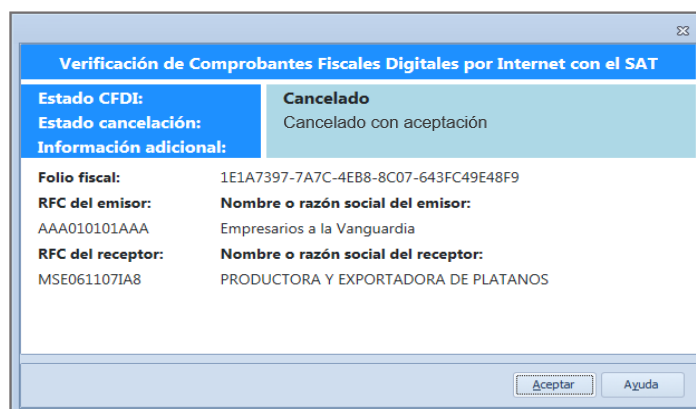 Verificación de Comprobantes Fiscales Digitales por Internet con el SAT
Estado CFDI: Cancelado
Estado cancelación: Cancelado con aceptación
Información adicional:
Folio fiscal: 1E1A7397-7A7C-4EB8-8C07-643FC49E48F9
RFC del emisor: Nombre o razón social del emisor:
AAA010101AAA Empresarios a la Vanguardia
RFC del receptor: Nombre o razón social del receptor:
MSE061107IA8 PRODUCTORA Y EXPORTADORA DE PLATANOS
Aceptar Ayuda